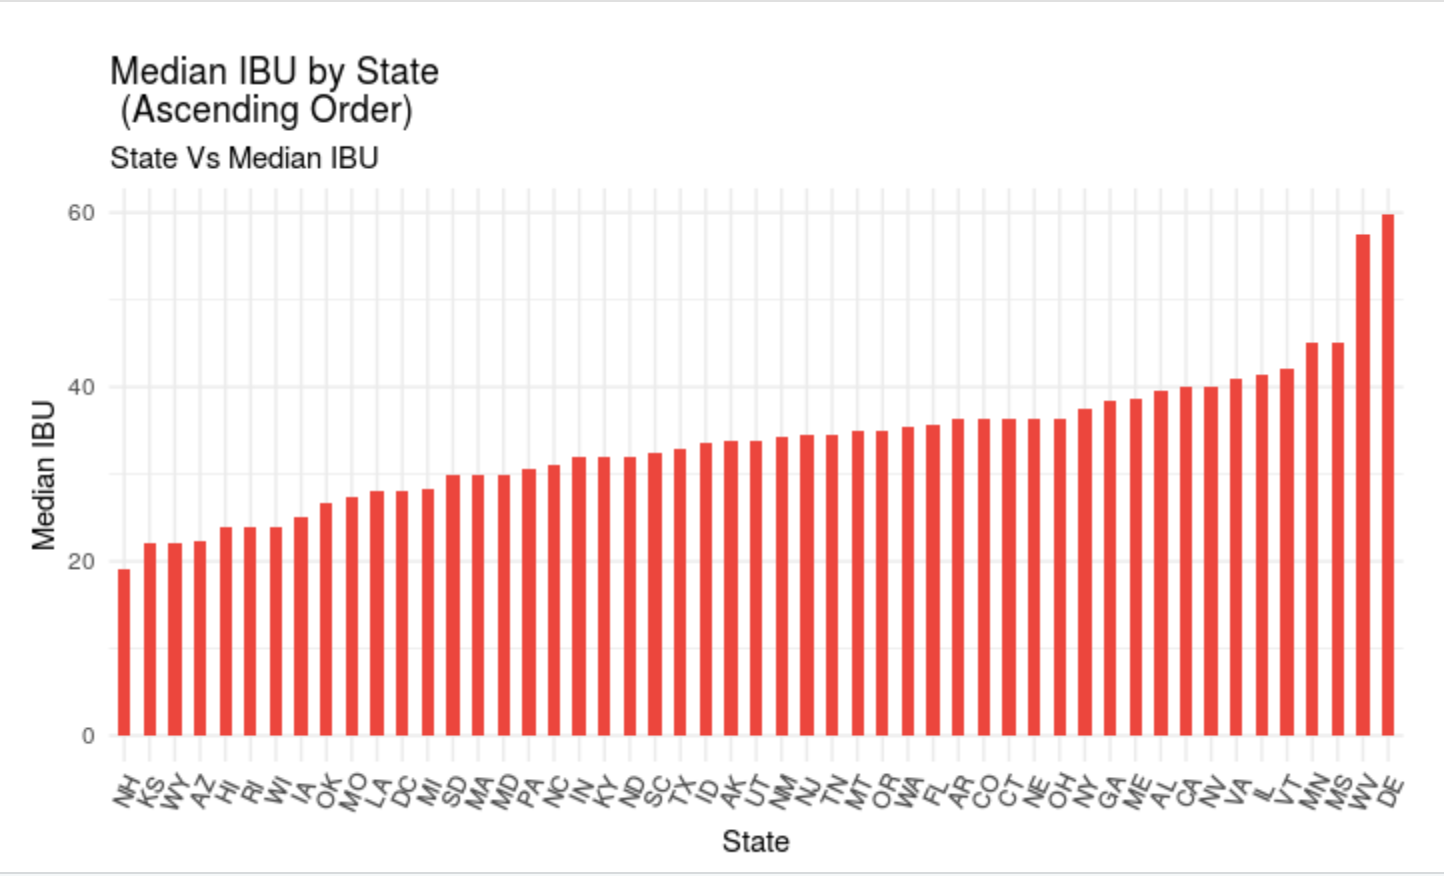 Median IBU by State
(Ascending Order)
State Vs Median IBU
60
40
20
0
Median IBU
NH KS WY AZ HI RI WI IA OK MO LA DC MI SD MA MD PA NC IN KY ND SC TX ID AK UT NM NJ TN MT OR WA FL AR CO CT NE OH NY GA ME AL CA NV VA IL VT MN MS WV DE
State